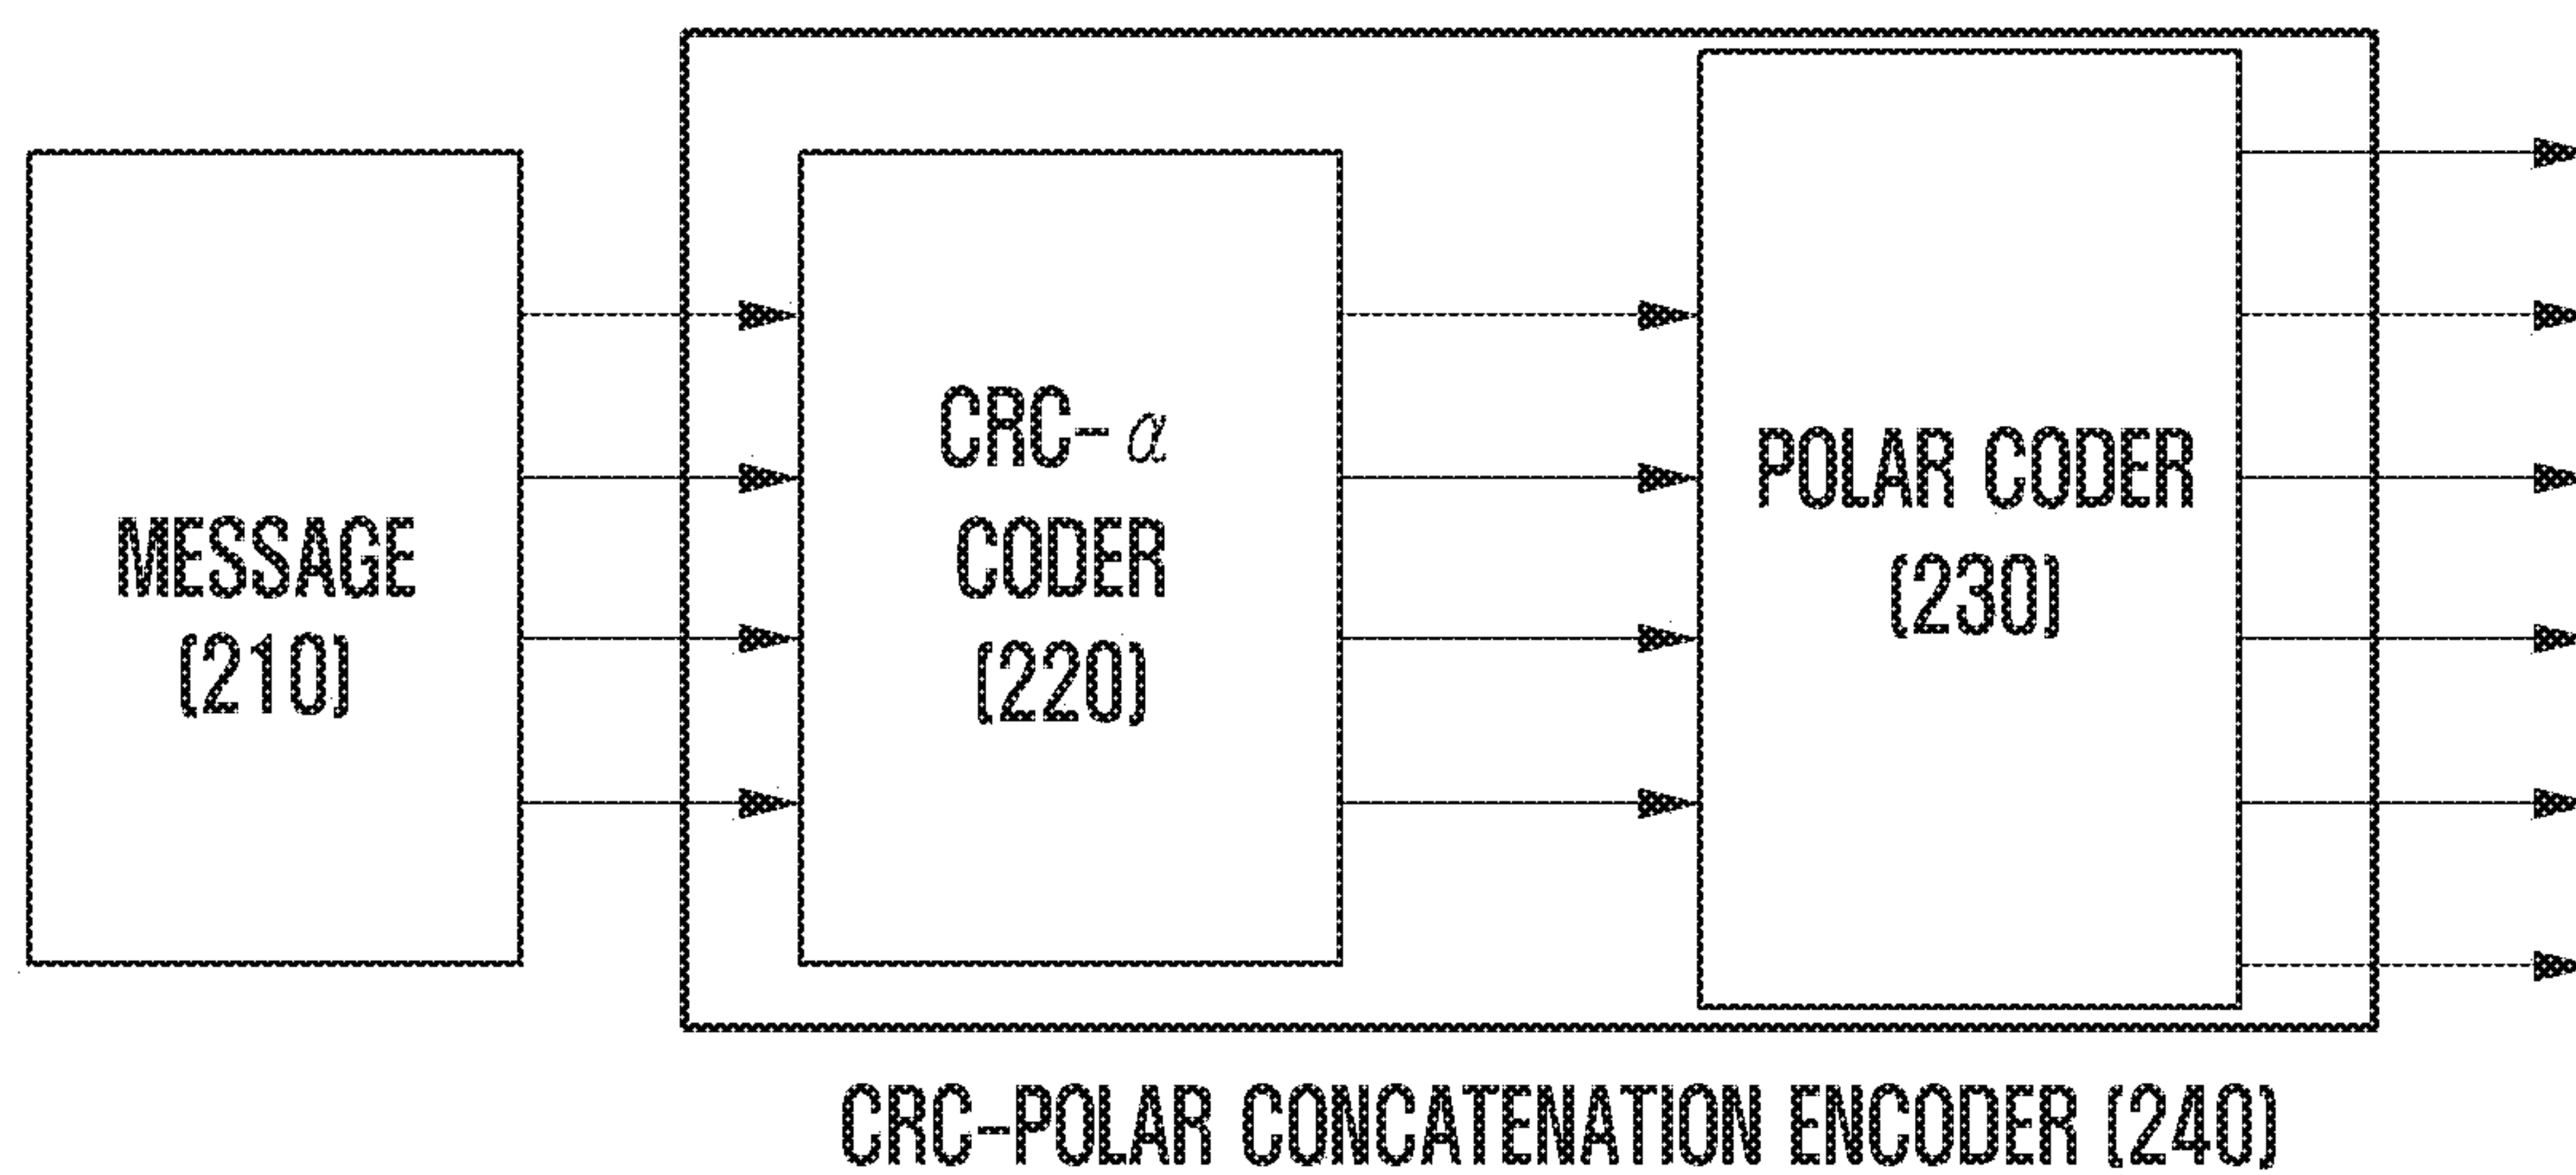 MESSAGE
(210)
CRC-α
CODER
(220)
POLAR CODER
(230)
CRC-POLAR CONCATENATION ENCODER (240)